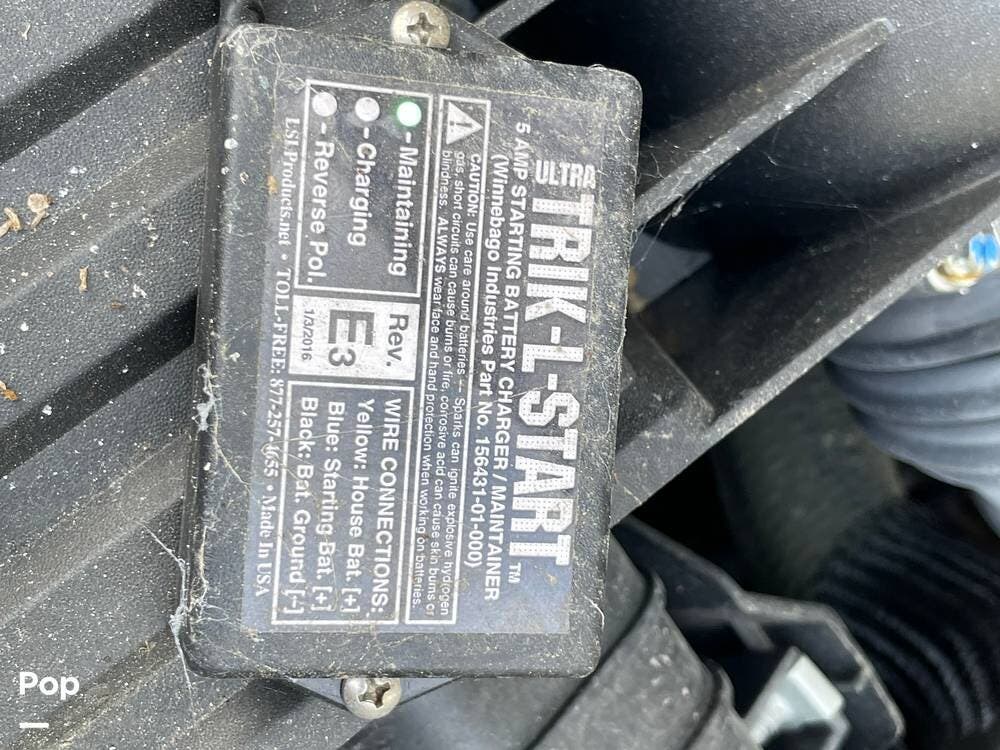 ULTRA
TRIK-L-START™
5 AMP STARTING BATTERY CHARGER / MAINTAINER
(Winnebago Industries Part No. 156431-01-000)
CAUTION: Use care around batteries -- Sparks can ignite explosive hydrogen
gas, short circuits can cause burns or fire, corrosive acid can cause skin burns or
blindness. ALWAYS wear face and hand protection when working on batteries.
- Maintaining
- Charging
- Reverse Pol.
Rev.
E3
1/3/2016
WIRE CONNECTIONS:
Yellow: House Bat. [+]
Blue: Starting Bat. [+]
Black: Bat. Ground [-]
LSLProducts.net • TOLL-FREE: 877-257-4655 • Made In USA
Pop